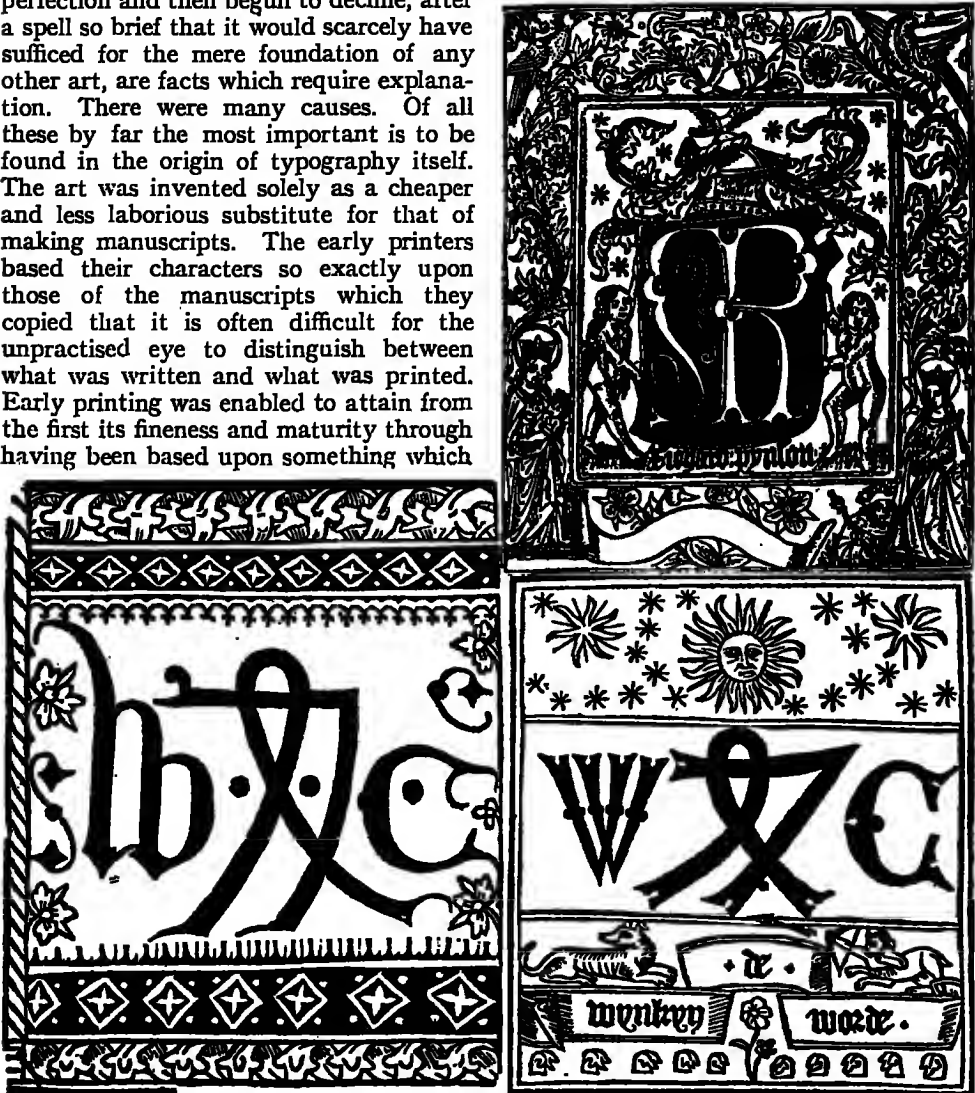 perfection and then begun to decline, after
a spell so brief that it would scarcely have
sufficed for the mere foundation of any
other art, are facts which require explana-
tion. There were many causes. Of all
these by far the most important is to be
found in the origin of typography itself.
The art was invented solely as a cheaper
and less laborious substitute for that of
making manuscripts. The early printers
based their characters so exactly upon
those of the manuscripts which they
copied that it is often difficult for the
unpractised eye to distinguish between
what was written and what was printed.
Early printing was enabled to attain from
the first its fineness and maturity through
having been based upon something which
W C
W C
· de ·
wynkyn worde .